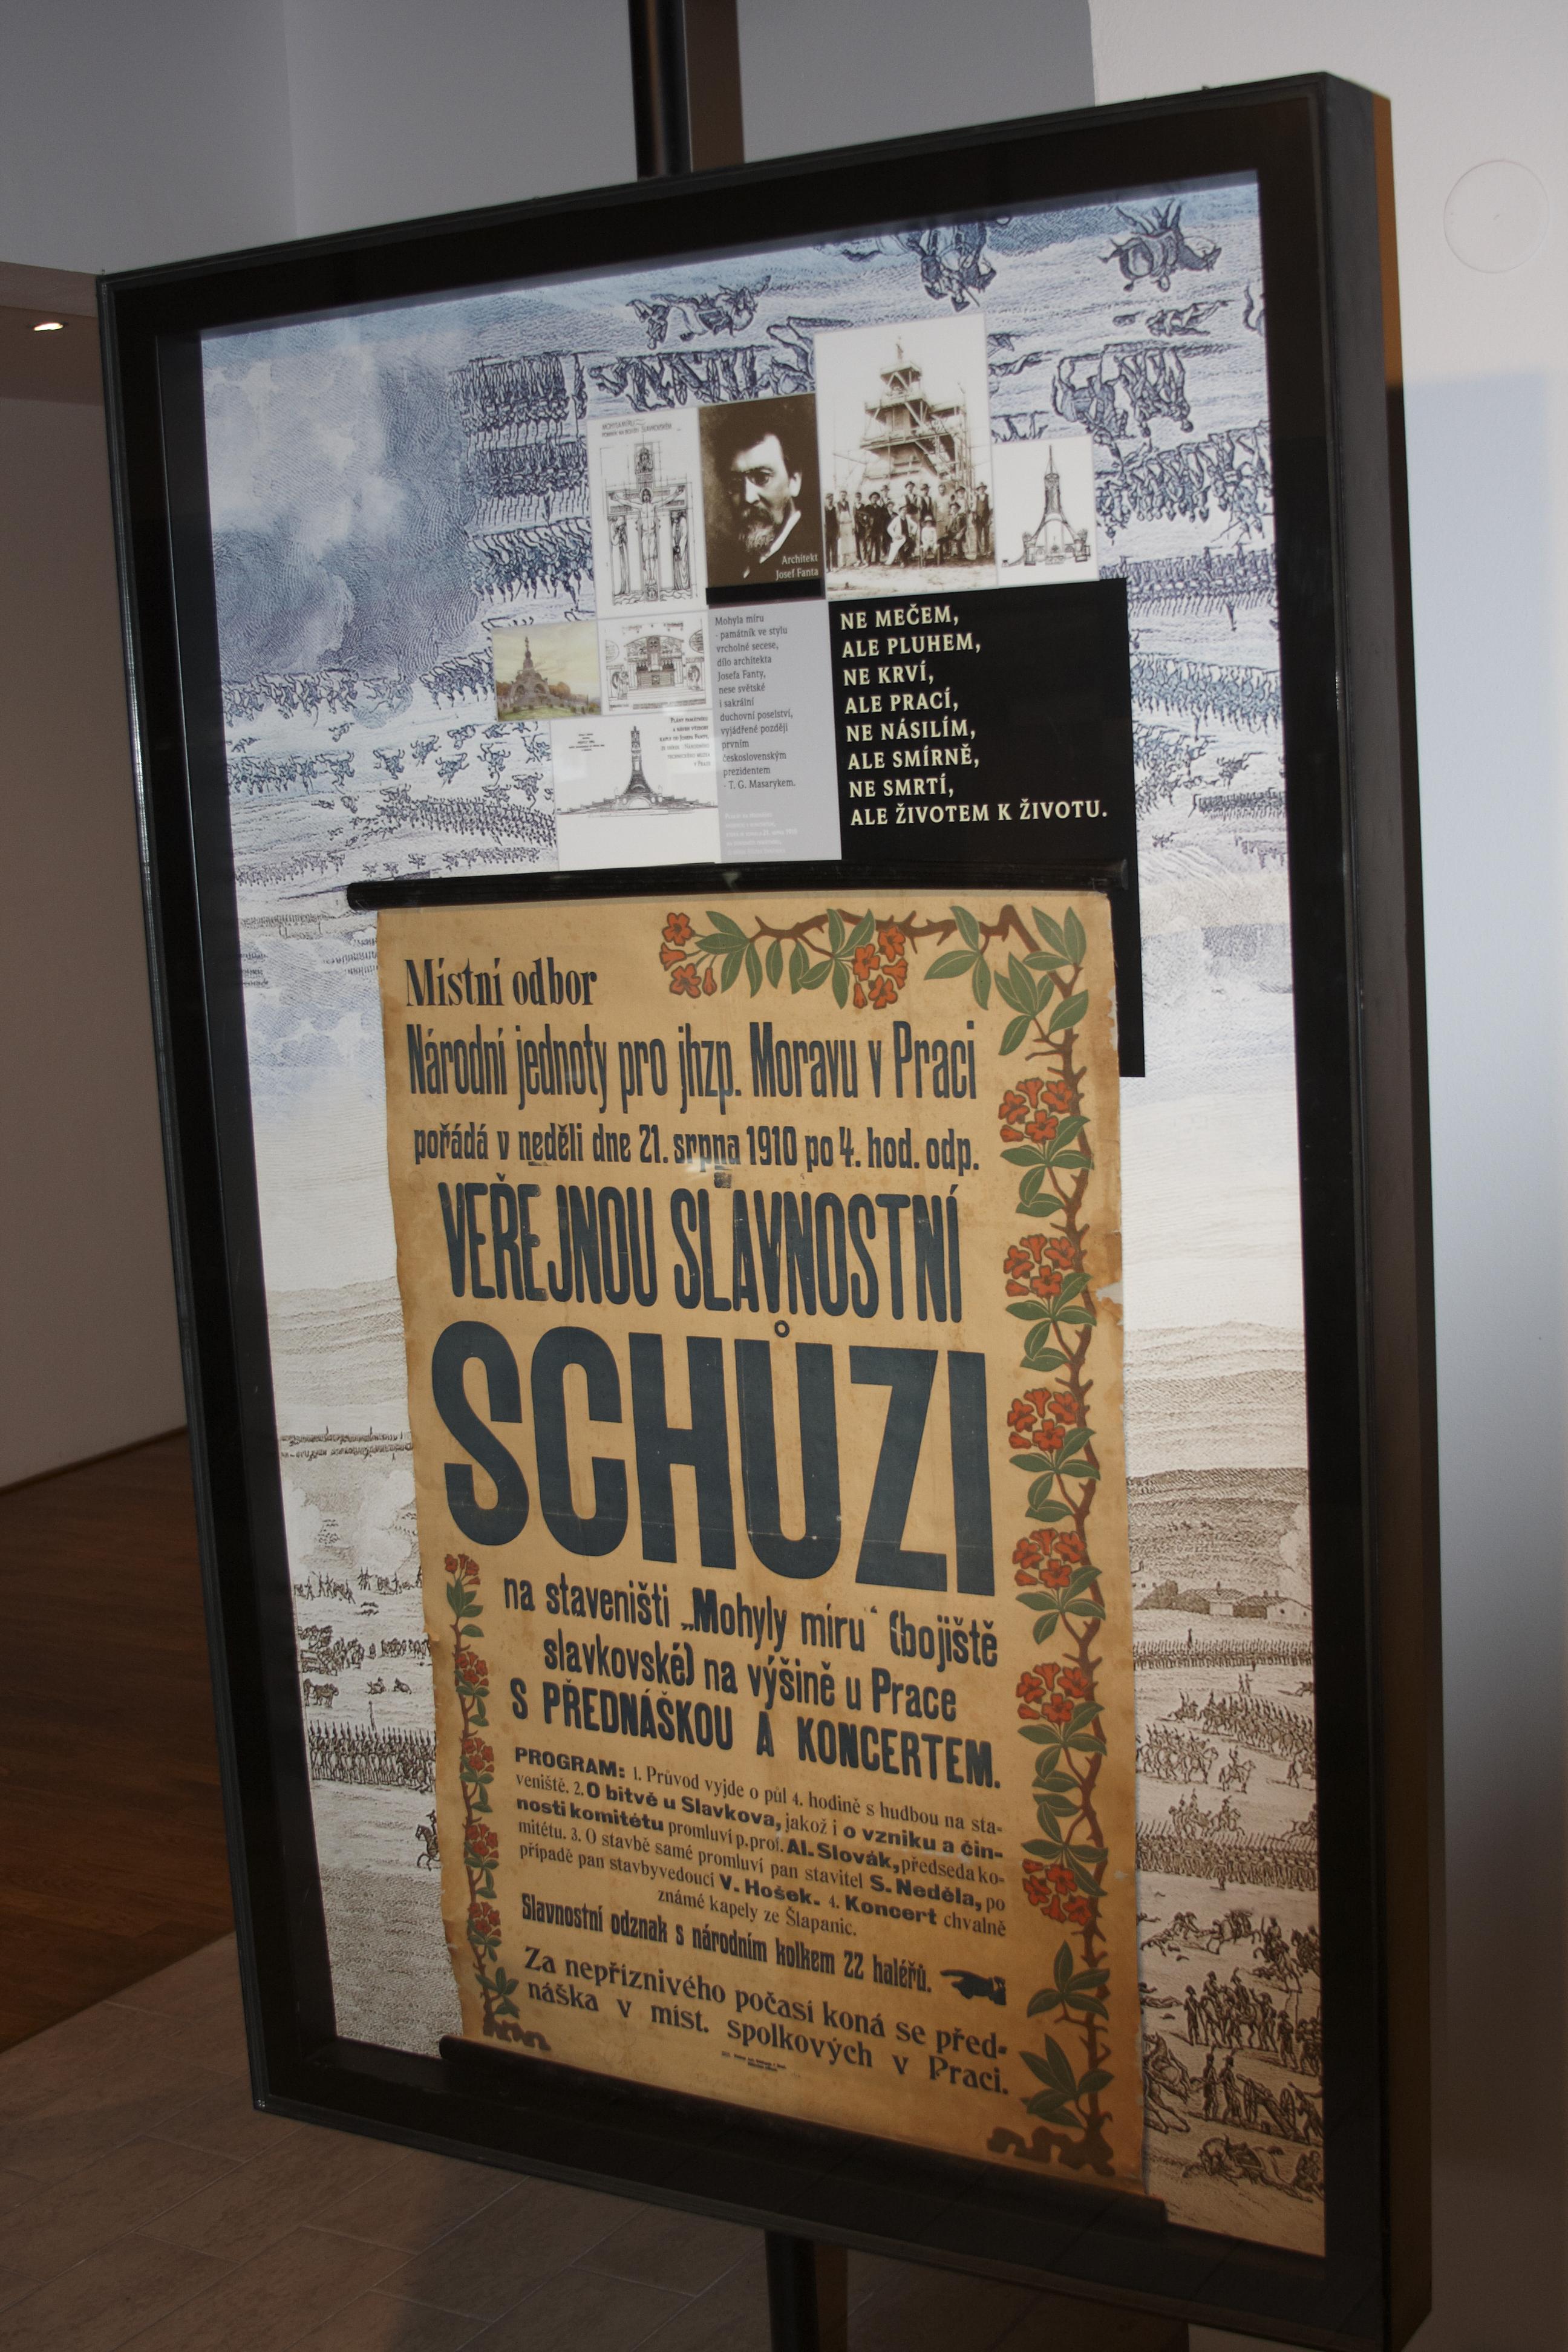 MOHYLA MÍRU
Architekt
Josef Fanta
Mohyla míru
- památník ve stylu
vrcholné secese,
dílo architekta
Josefa Fanty,
nese světské
i sakrální
duchovní poselství,
vyjádřené později
prvním
československým
prezidentem
- T. G. Masarykem.
NE MEČEM,
ALE PLUHEM,
NE KRVÍ,
ALE PRACÍ,
NE NÁSILÍM,
ALE SMÍRNĚ,
NE SMRTÍ,
ALE ŽIVOTEM K ŽIVOTU.
Místní odbor
Národní jednoty pro jhzp. Moravu v Praci
pořádá v neděli dne 21. srpna 1910 po 4. hod. odp.
VEŘEJNOU SLAVNOSTNÍ
SCHŮZI
na staveništi „Mohyly míru“ (bojiště
slavkovské) na výšině u Prace
S PŘEDNÁŠKOU A KONCERTEM.
PROGRAM: 1. Průvod vyjde o půl 4. hodině s hudbou na sta-
veniště. 2. O bitvě u Slavkova, jakož i o vzniku a čin-
nosti komitétu promluví p. prof. Al. Slovák, předseda ko-
mitétu. 3. O stavbě samé promluví pan stavitel S. Neděla, po
případě pan stavbyvedoucí V. Hošek. 4. Koncert chvalně
známé kapely ze Šlapanic.
Slavnostní odznak s národním kolkem 22 haléřů.
Za nepříznivého počasí koná se před-
náška v míst. spolkových v Praci.